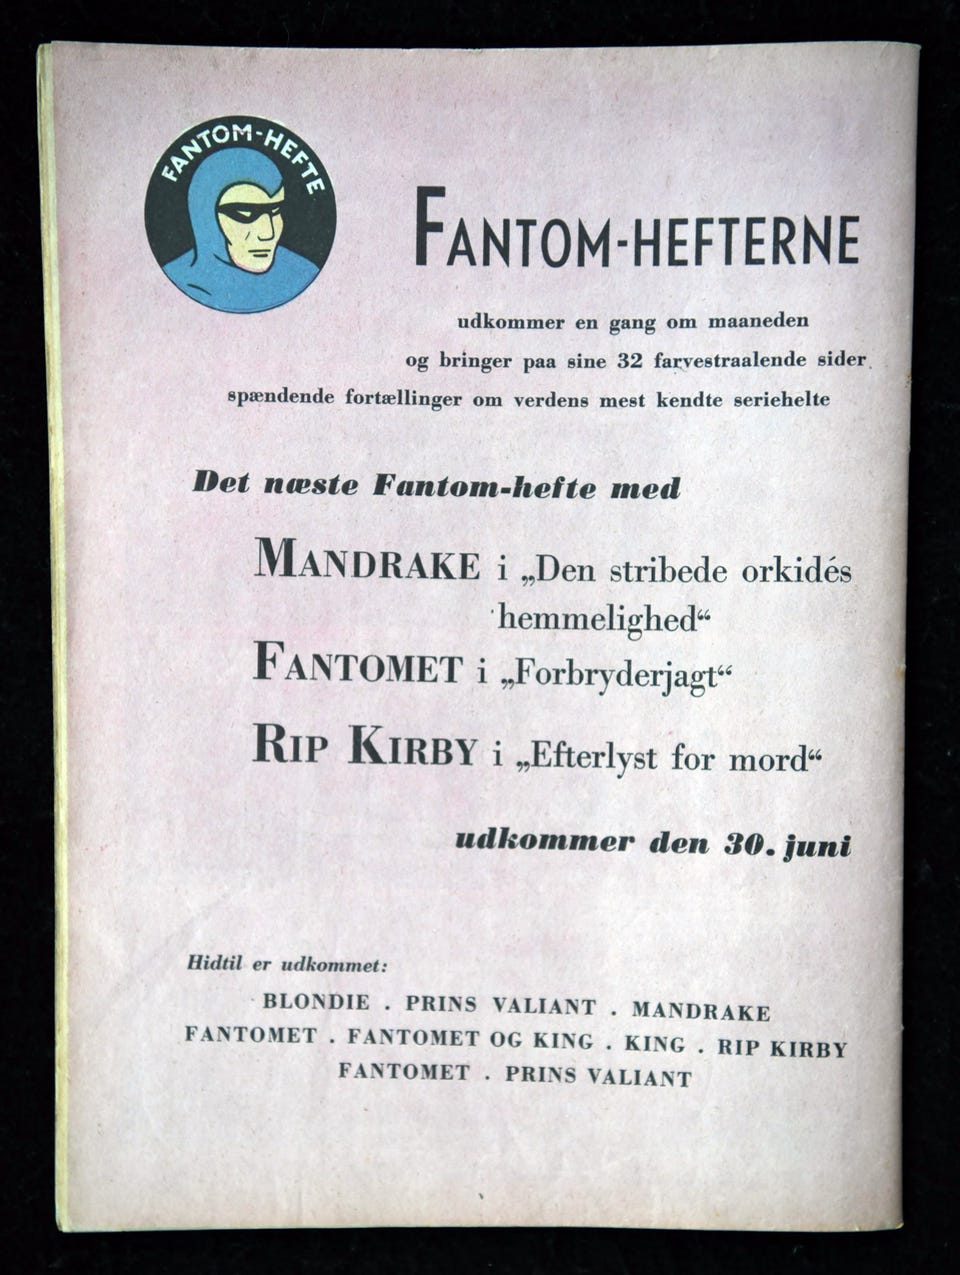 FANTOM-HEFTE
FANTOM-HEFTERNE
udkommer en gang om maaneden
og bringer paa sine 32 farvestraalende sider
spændende fortællinger om verdens mest kendte seriehelte
Det næste Fantom-hefte med
MANDRAKE i „Den stribede orkidés
hemmelighed“
FANTOMET i „Forbryderjagt“
RIP KIRBY i „Efterlyst for mord“
udkommer den 30. juni
Hidtil er udkommet:
BLONDIE . PRINS VALIANT . MANDRAKE
FANTOMET . FANTOMET OG KING . KING . RIP KIRBY
FANTOMET . PRINS VALIANT